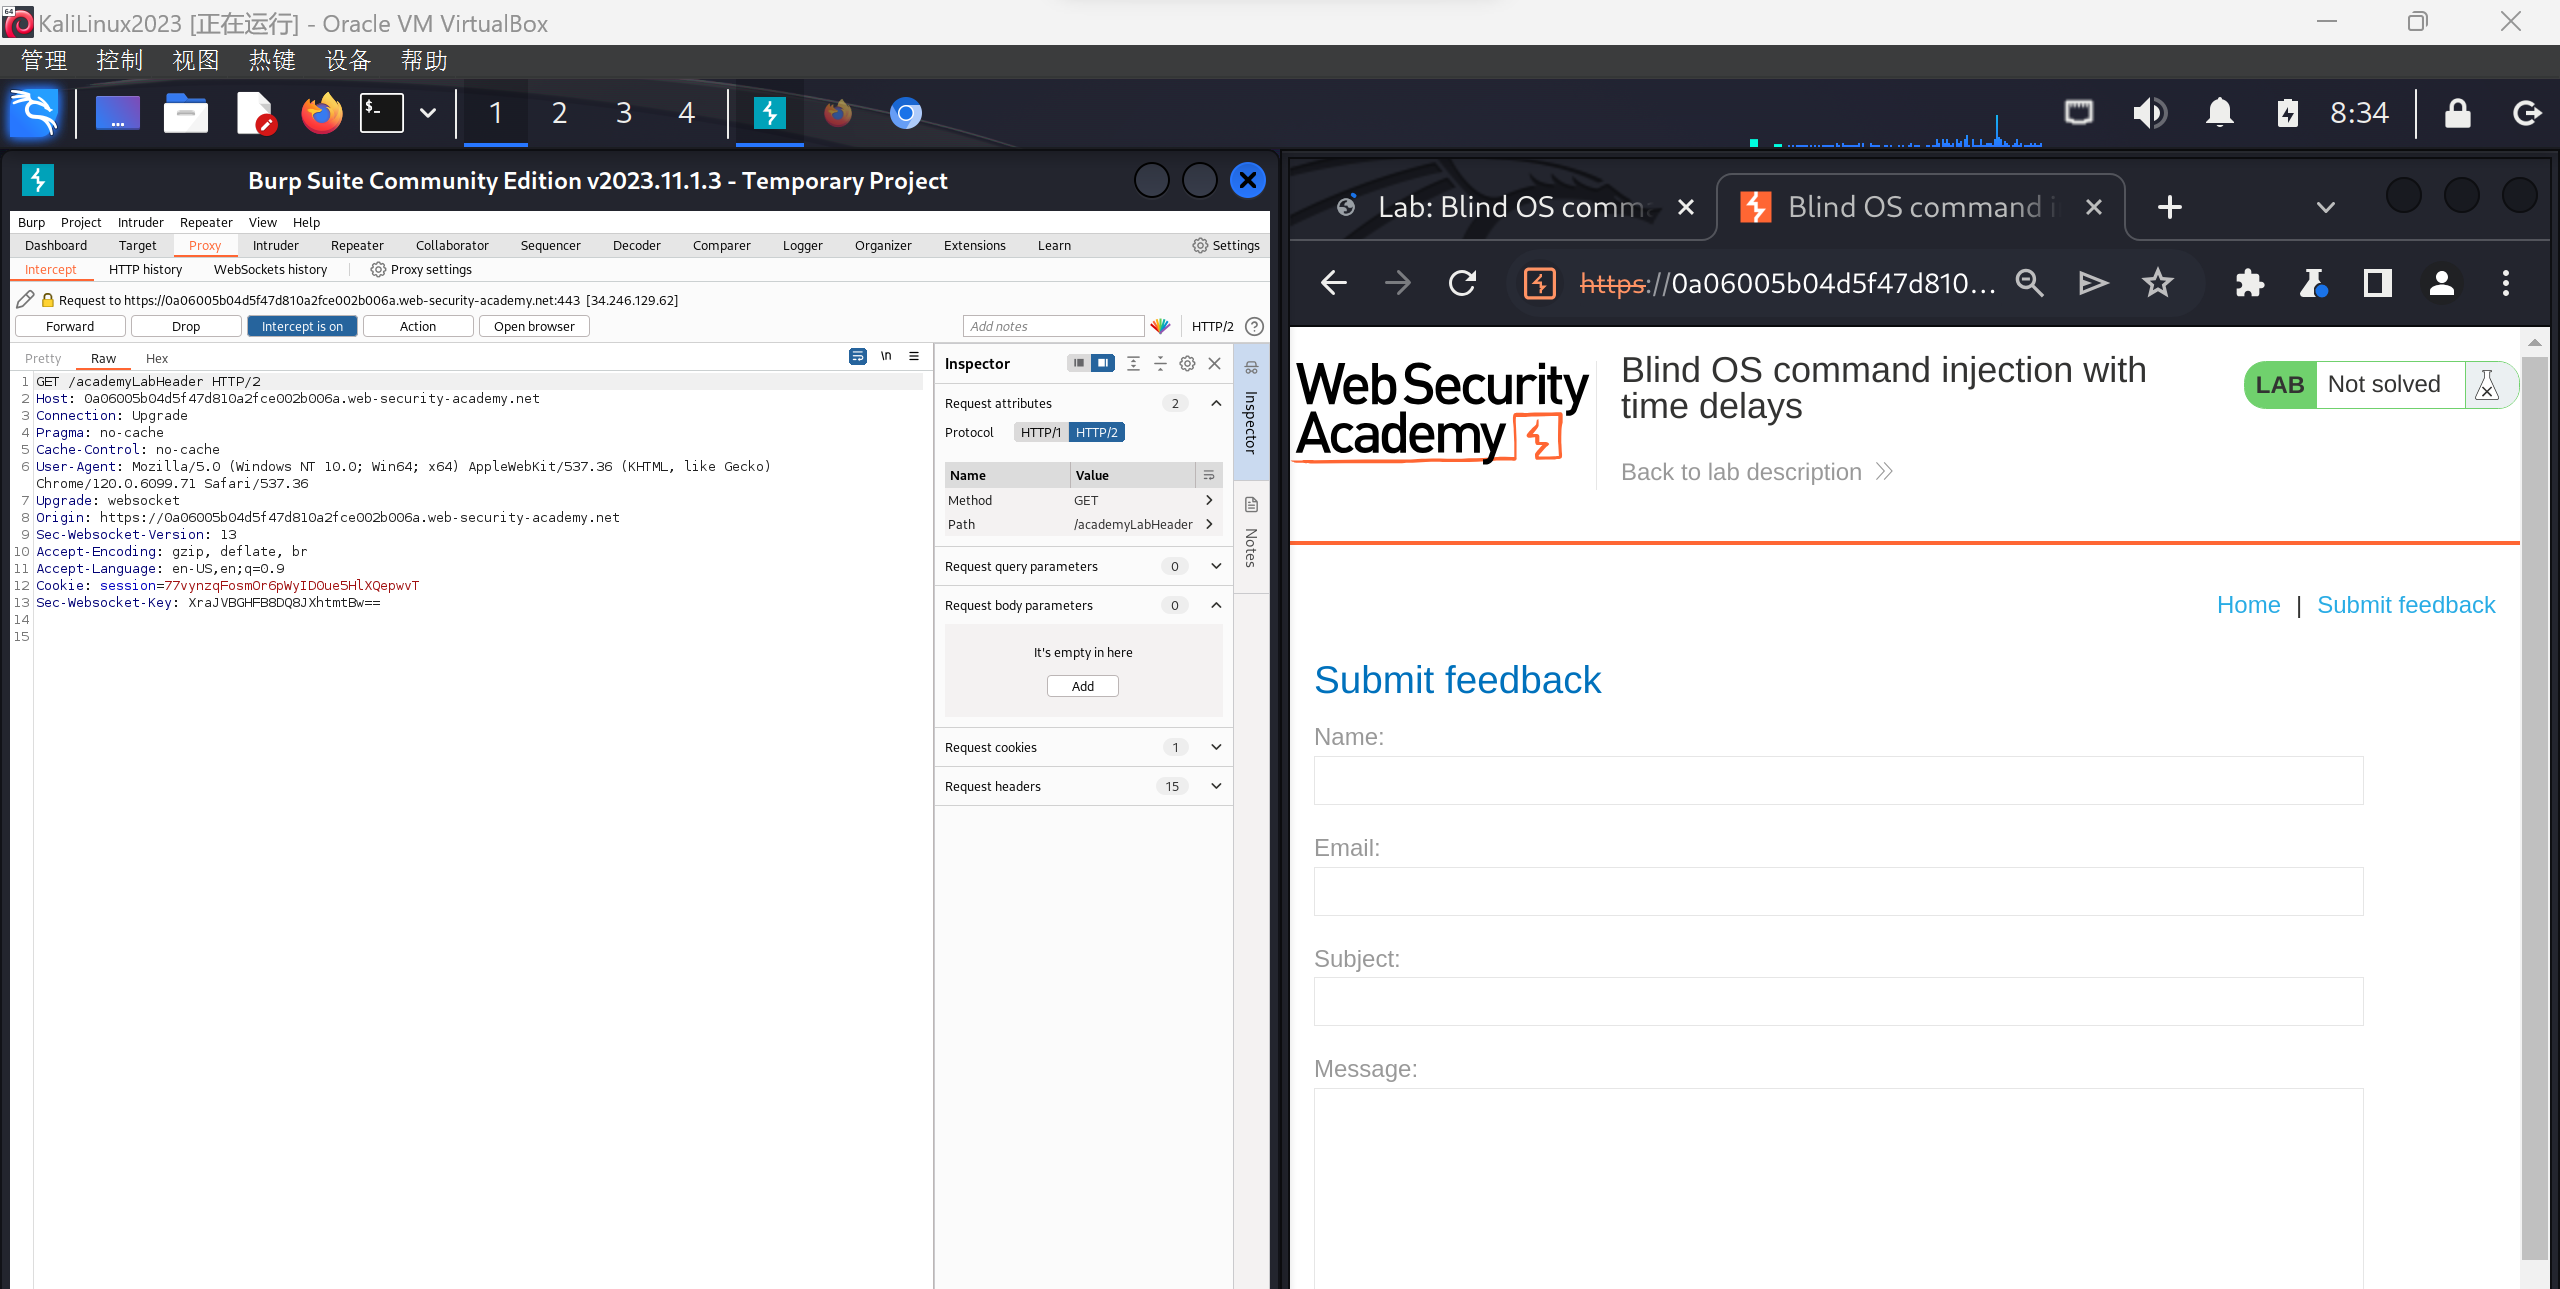 64
KaliLinux2023 [正在运行] - Oracle VM VirtualBox
管理 控制 视图 热键 设备 帮助
$_ 1 2 3 4 8:34
Burp Suite Community Edition v2023.11.1.3 - Temporary Project
Burp Project Intruder Repeater View Help
Dashboard Target Proxy Intruder Repeater Collaborator Sequencer Decoder Comparer Logger Organizer Extensions Learn Settings
Intercept HTTP history WebSockets history Proxy settings
Request to https://0a06005b04d5f47d810a2fce002b006a.web-security-academy.net:443 [34.246.129.62]
Forward Drop Intercept is on Action Open browser Add notes HTTP/2 ?
Pretty Raw Hex \n
1 GET /academyLabHeader HTTP/2
2 Host: 0a06005b04d5f47d810a2fce002b006a.web-security-academy.net
3 Connection: Upgrade
4 Pragma: no-cache
5 Cache-Control: no-cache
6 User-Agent: Mozilla/5.0 (Windows NT 10.0; Win64; x64) AppleWebKit/537.36 (KHTML, like Gecko)
Chrome/120.0.6099.71 Safari/537.36
7 Upgrade: websocket
8 Origin: https://0a06005b04d5f47d810a2fce002b006a.web-security-academy.net
9 Sec-Websocket-Version: 13
10 Accept-Encoding: gzip, deflate, br
11 Accept-Language: en-US,en;q=0.9
12 Cookie: session=77vynzqFosmOr6pWyID0ue5HlXQepwvT
13 Sec-Websocket-Key: XraJVBGHFB8DQ8JXhtmtBw==
14
15
Inspector
Request attributes 2
Protocol HTTP/1 HTTP/2
Name Value
Method GET
Path /academyLabHeader
Request query parameters 0
Request body parameters 0
It's empty in here
Add
Request cookies 1
Request headers 15
Inspector
Notes
Lab: Blind OS comma Blind OS command i
https://0a06005b04d5f47d810...
Web Security
Academy
Blind OS command injection with
time delays
Back to lab description
LAB Not solved
Home | Submit feedback
Submit feedback
Name:
Email:
Subject:
Message: